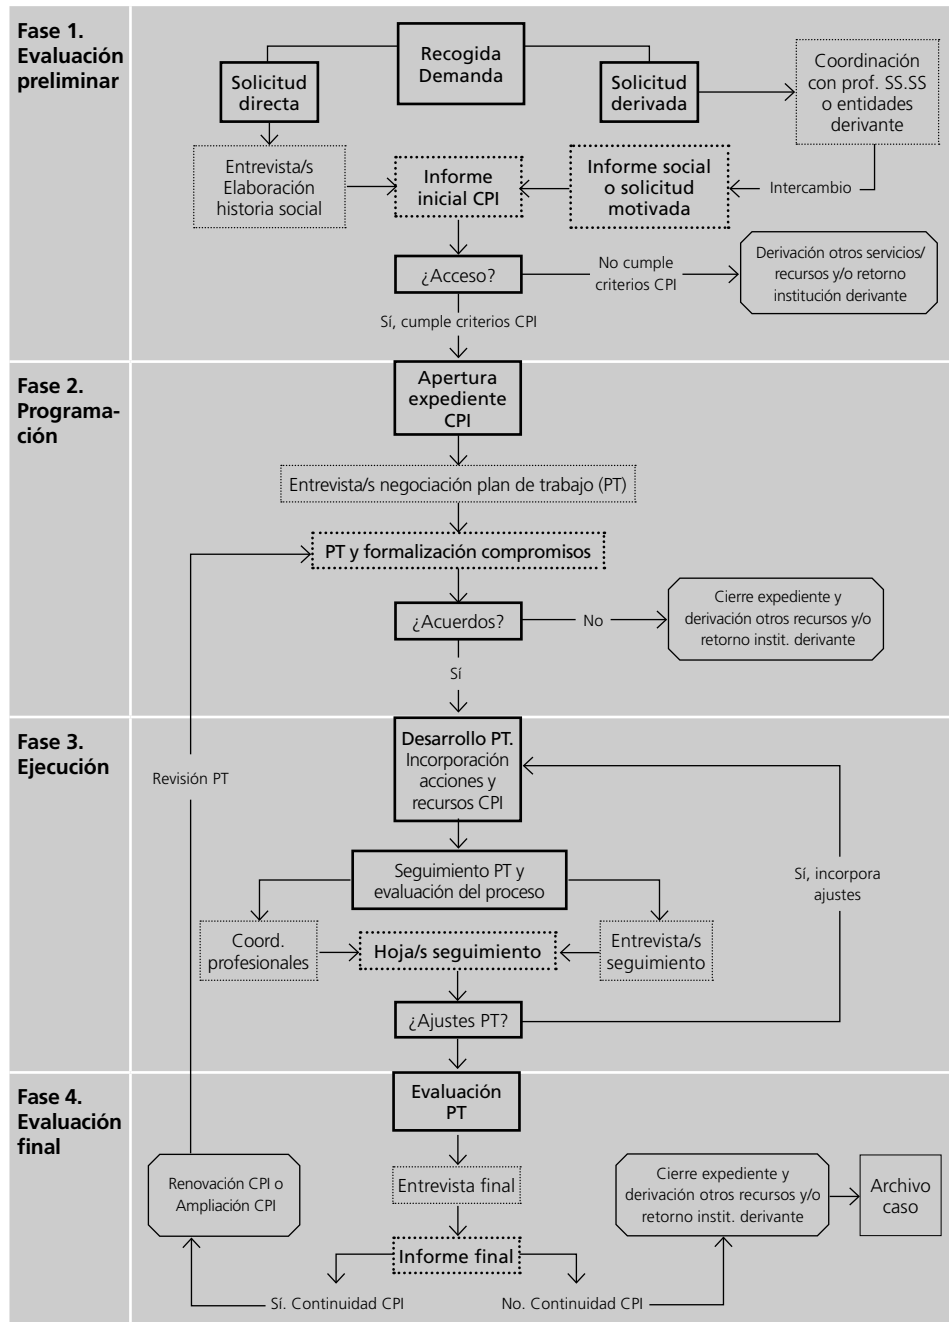 Fase 1.
Evaluación
preliminar
Recogida
Demanda
Solicitud
directa
Solicitud
derivada
Coordinación
con prof. SS.SS
o entidades
derivante
Entrevista/s
Elaboración
historia social
Informe
inicial CPI
Informe social
o solicitud
motivada
Intercambio
¿Acceso?
No cumple
criterios CPI
Derivación otros servicios/
recursos y/o retorno
institución derivante
Sí, cumple criterios CPI
Fase 2.
Programa-
ción
Apertura
expediente
CPI
Entrevista/s negociación plan de trabajo (PT)
PT y formalización compromisos
¿Acuerdos?
No
Cierre expediente y
derivación otros recursos y/o
retorno instit. derivante
Sí
Fase 3.
Ejecución
Revisión PT
Desarrollo PT.
Incorporación
acciones y
recursos CPI
Seguimiento PT y
evaluación del proceso
Sí, incorpora
ajustes
Coord.
profesionales
Hoja/s seguimiento
Entrevista/s
seguimiento
¿Ajustes PT?
Fase 4.
Evaluación
final
Evaluación
PT
Renovación CPI o
Ampliación CPI
Entrevista final
Cierre expediente y
derivación otros recursos y/o
retorno instit. derivante
Archivo
caso
Informe final
Sí. Continuidad CPI
No. Continuidad CPI